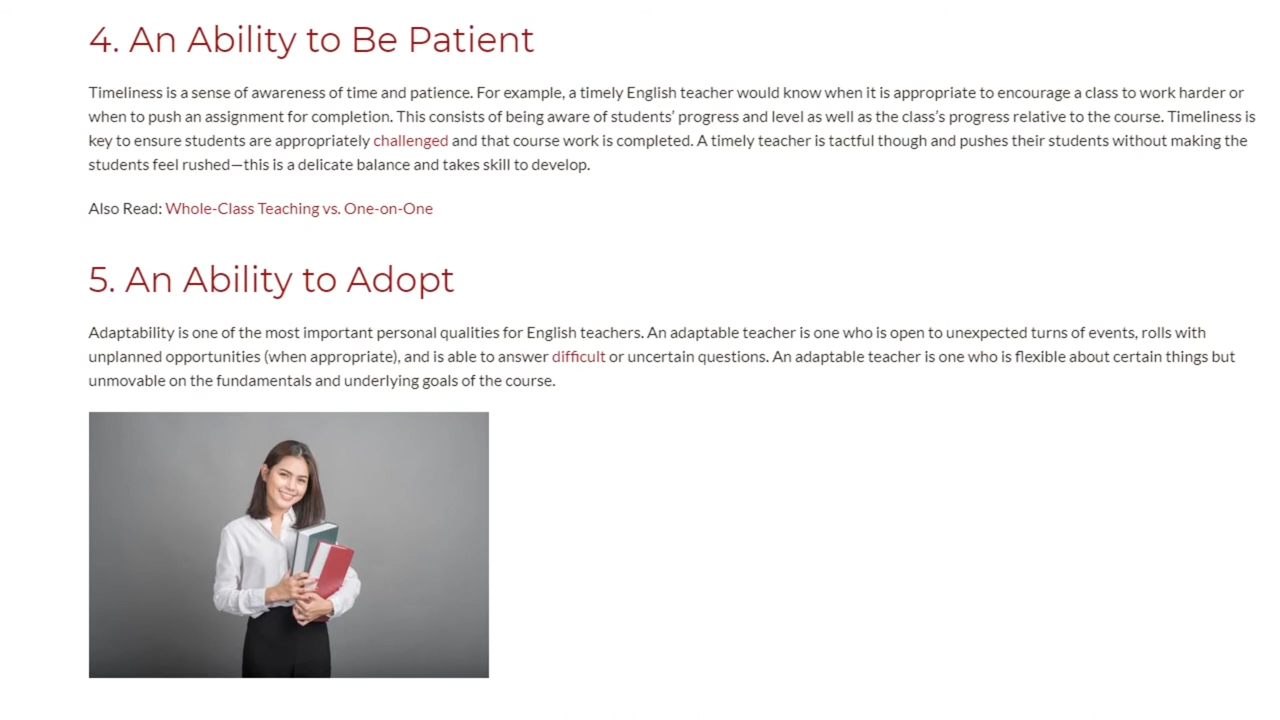 4. An Ability to Be Patient
Timeliness is a sense of awareness of time and patience. For example, a timely English teacher would know when it is appropriate to encourage a class to work harder or
when to push an assignment for completion. This consists of being aware of students’ progress and level as well as the class’s progress relative to the course. Timeliness is
key to ensure students are appropriately challenged and that course work is completed. A timely teacher is tactful though and pushes their students without making the
students feel rushed—this is a delicate balance and takes skill to develop.
Also Read: Whole-Class Teaching vs. One-on-One
5. An Ability to Adopt
Adaptability is one of the most important personal qualities for English teachers. An adaptable teacher is one who is open to unexpected turns of events, rolls with
unplanned opportunities (when appropriate), and is able to answer difficult or uncertain questions. An adaptable teacher is one who is flexible about certain things but
unmovable on the fundamentals and underlying goals of the course.